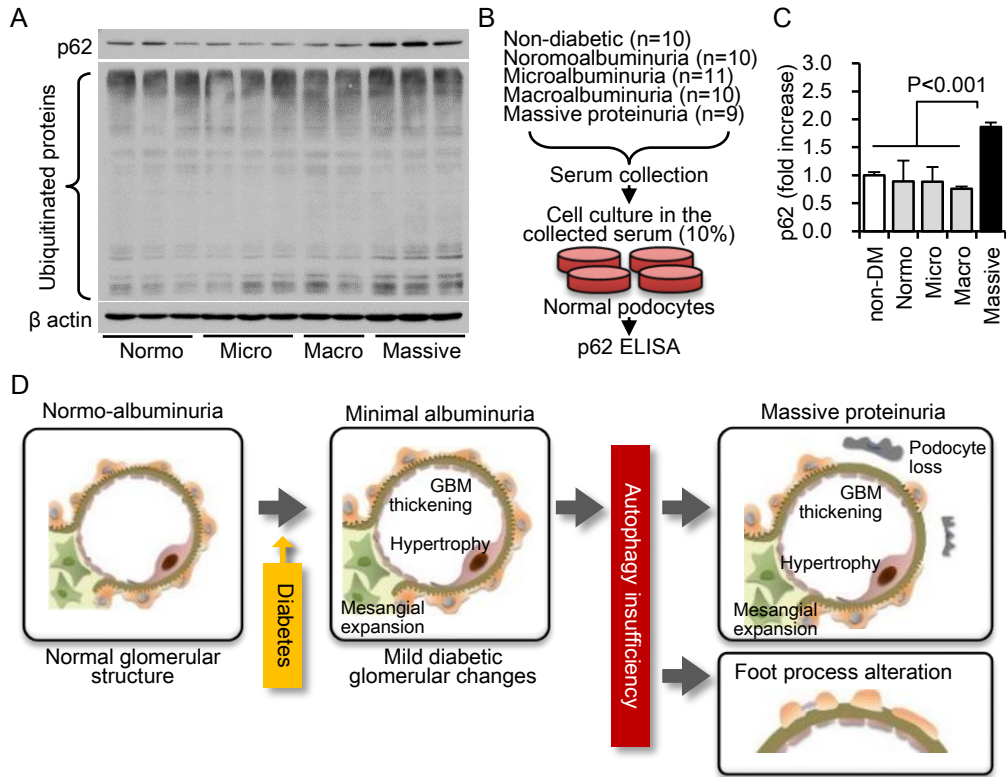 A
p62
Ubiquitinated proteins
β actin
Normo
Micro
Macro
Massive
B
Non-diabetic (n=10)
Noromoalbuminuria (n=10)
Microalbuminuria (n=11)
Macroalbuminuria (n=10)
Massive proteinuria (n=9)
Serum collection
Cell culture in the
collected serum (10%)
Normal podocytes
p62 ELISA
C
P<0.001
p62 (fold increase)
3.0
2.5
2.0
1.5
1.0
0.5
0.0
non-DM
Normo
Micro
Macro
Massive
D
Normo-albuminuria
Normal glomerular
structure
Diabetes
Minimal albuminuria
GBM
thickening
Hypertrophy
Mesangial
expansion
Mild diabetic
glomerular changes
Autophagy insufficiency
Massive proteinuria
Podocyte
loss
GBM
thickening
Hypertrophy
Mesangial
expansion
Foot process alteration